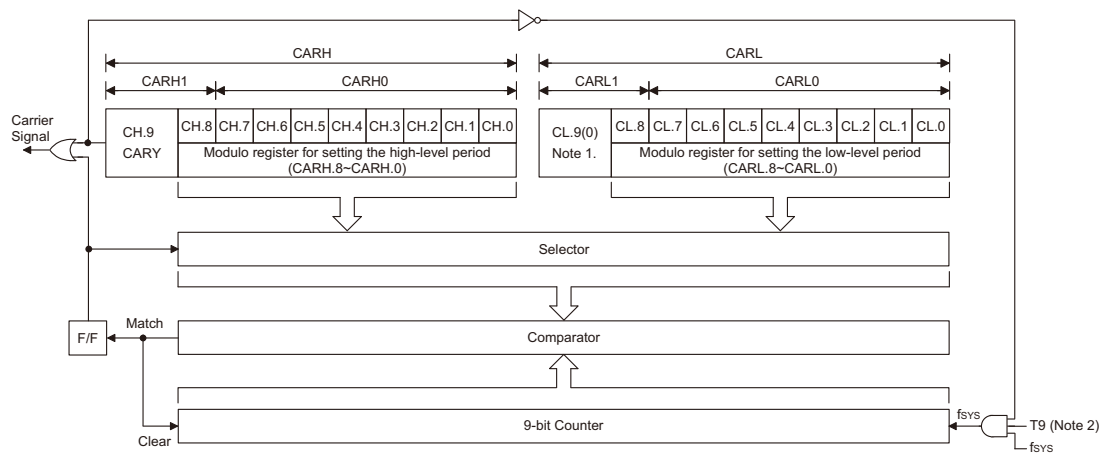 CARH
CARL
CARH1
CARH0
CARL1
CARL0
Carrier
Signal
CH.9
CARY
CH.8
CH.7
CH.6
CH.5
CH.4
CH.3
CH.2
CH.1
CH.0
Modulo register for setting the high-level period
(CARH.8~CARH.0)
CL.9(0)
Note 1.
CL.8
CL.7
CL.6
CL.5
CL.4
CL.3
CL.2
CL.1
CL.0
Modulo register for setting the low-level period
(CARL.8~CARL.0)
Selector
F/F
Match
Comparator
Clear
9-bit Counter
fSYS
T9 (Note 2)
fSYS